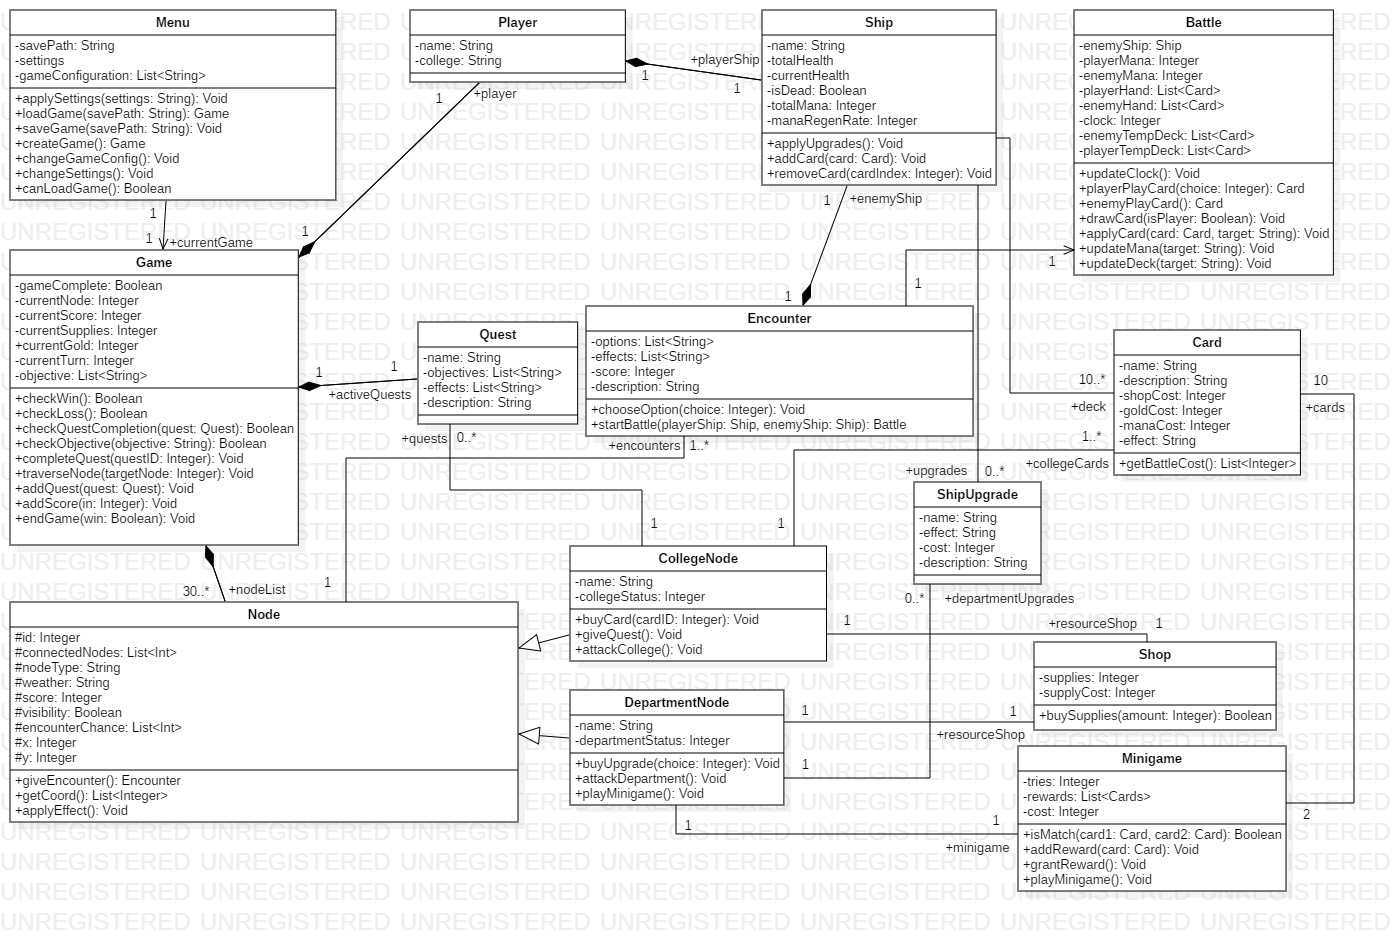 Menu
-savePath: String
-settings
-gameConfiguration: List<String>
+applySettings(settings: String): Void
+loadGame(savePath: String): Game
+saveGame(savePath: String): Void
+createGame(): Game
+changeGameConfig(): Void
+changeSettings(): Void
+canLoadGame(): Boolean
1
1
+currentGame
Player
-name: String
-college: String
1
+playerShip
1
1
+player
1
Ship
-name: String
-totalHealth
-currentHealth
-isDead: Boolean
-totalMana: Integer
-manaRegenRate: Integer
+applyUpgrades(): Void
+addCard(card: Card): Void
+removeCard(cardIndex: Integer): Void
1
+enemyShip
1
Battle
-enemyShip: Ship
-playerMana: Integer
-enemyMana: Integer
-playerHand: List<Card>
-enemyHand: List<Card>
-clock: Integer
-enemyTempDeck: List<Card>
-playerTempDeck: List<Card>
+updateClock(): Void
+playerPlayCard(choice: Integer): Card
+enemyPlayCard(): Card
+drawCard(isPlayer: Boolean): Void
+applyCard(card: Card, target: String): Void
+updateMana(target: String): Void
+updateDeck(target: String): Void
1
1
Game
-gameComplete: Boolean
-currentNode: Integer
-currentScore: Integer
-currentSupplies: Integer
+currentGold: Integer
-currentTurn: Integer
-objective: List<String>
+checkWin(): Boolean
+checkLoss(): Boolean
+checkQuestCompletion(quest: Quest): Boolean
+checkObjective(objective: String): Boolean
+completeQuest(questID: Integer): Void
+traverseNode(targetNode: Integer): Void
+addQuest(quest: Quest): Void
+addScore(in: Integer): Void
+endGame(win: Boolean): Void
1
1
+activeQuests
Quest
-name: String
-objectives: List<String>
-effects: List<String>
-description: String
+quests
0..*
Encounter
-options: List<String>
-effects: List<String>
-score: Integer
-description: String
+chooseOption(choice: Integer): Void
+startBattle(playerShip: Ship, enemyShip: Ship): Battle
+encounters
1..*
Card
-name: String
-description: String
-shopCost: Integer
-goldCost: Integer
-manaCost: Integer
-effect: String
+getBattleCost(): List<Integer>
10..*
+deck
1..*
+collegeCards
10
+cards
+upgrades
0..*
ShipUpgrade
-name: String
-effect: String
-cost: Integer
-description: String
0..*
+departmentUpgrades
1
1
CollegeNode
-name: String
-collegeStatus: Integer
+buyCard(cardID: Integer): Void
+giveQuest(): Void
+attackCollege(): Void
1
+resourceShop
1
30..*
+nodeList
1
Node
#id: Integer
#connectedNodes: List<Int>
#nodeType: String
#weather: String
#score: Integer
#visibility: Boolean
#encounterChance: List<Int>
#x: Integer
#y: Integer
+giveEncounter(): Encounter
+getCoord(): List<Integer>
+applyEffect(): Void
Shop
-supplies: Integer
-supplyCost: Integer
+buySupplies(amount: Integer): Boolean
DepartmentNode
-name: String
-departmentStatus: Integer
+buyUpgrade(choice: Integer): Void
+attackDepartment(): Void
+playMinigame(): Void
1
1
+resourceShop
1
1
1
+minigame
Minigame
-tries: Integer
-rewards: List<Cards>
-cost: Integer
+isMatch(card1: Card, card2: Card): Boolean
+addReward(card: Card): Void
+grantReward(): Void
+playMinigame(): Void
2
UNREGISTERED